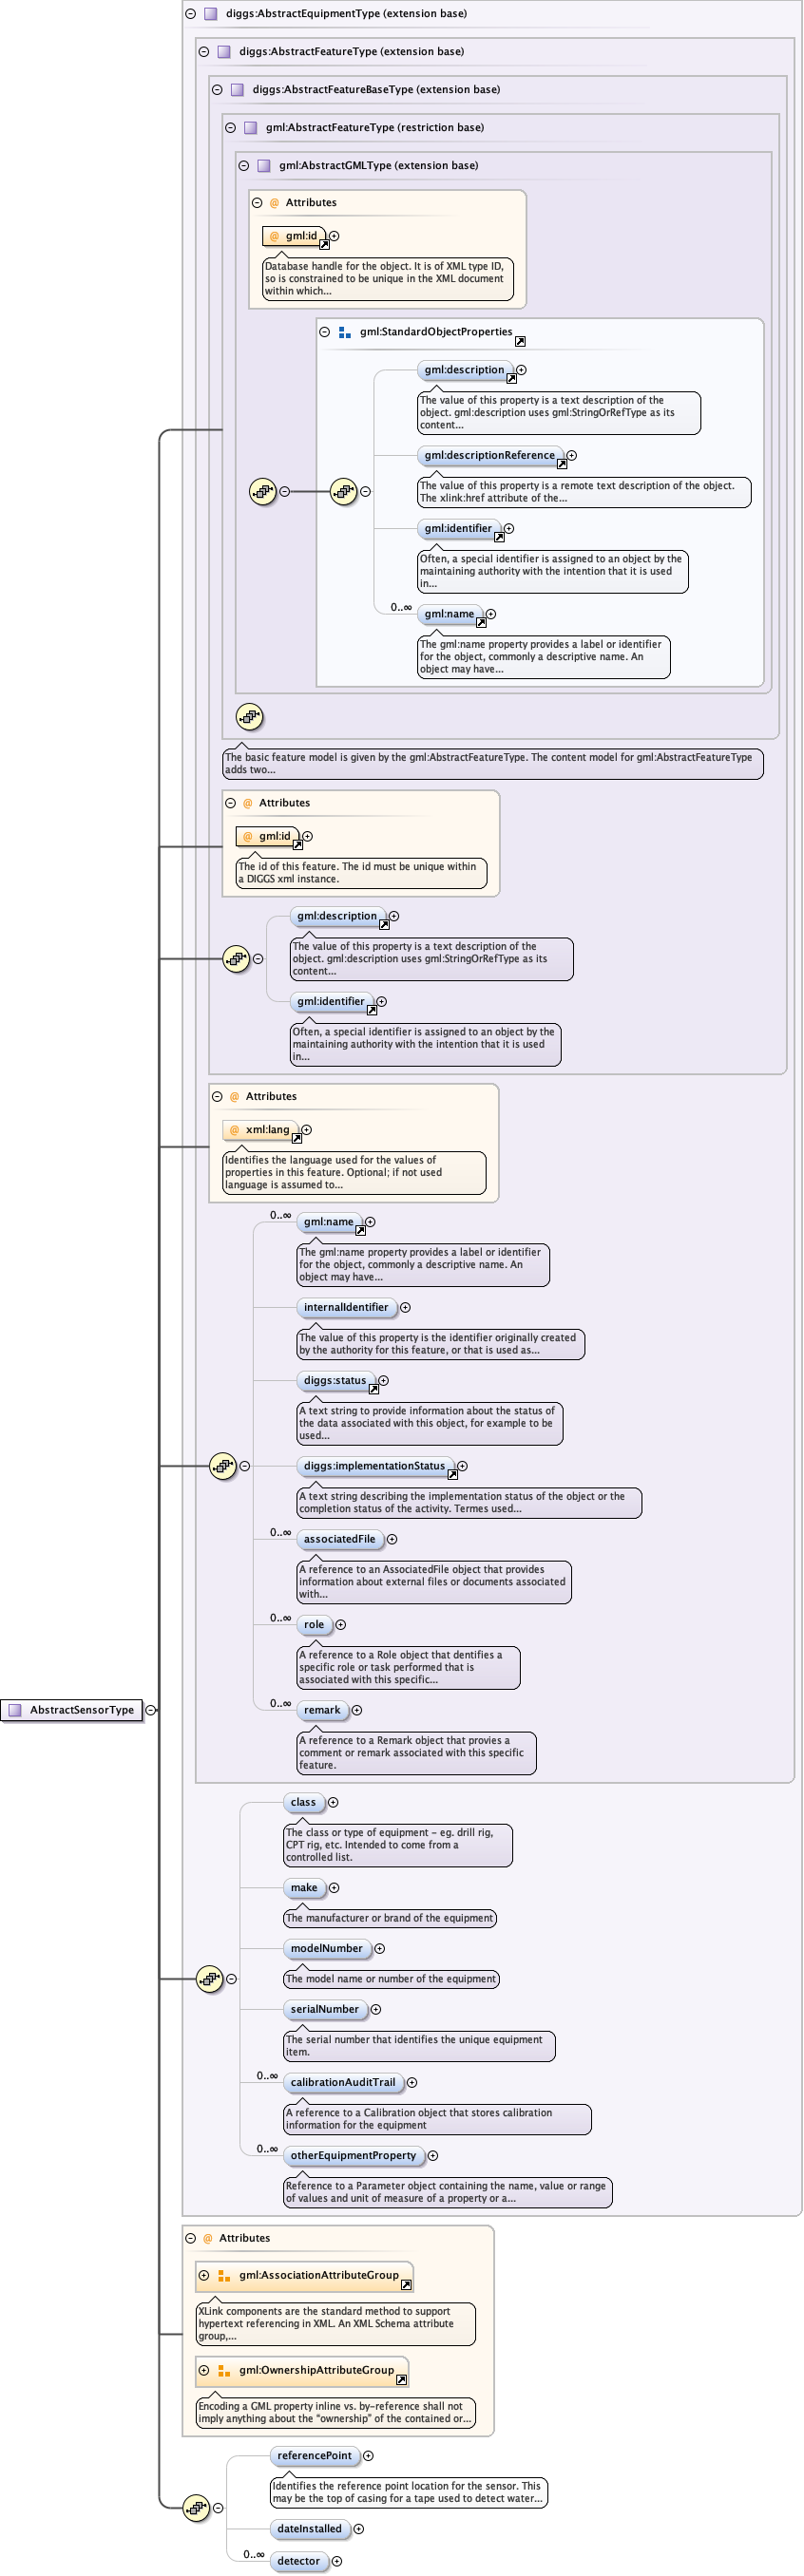 diggs:AbstractEquipmentType (extension base)
diggs:AbstractFeatureType (extension base)
diggs:AbstractFeatureBaseType (extension base)
gml:AbstractFeatureType (restriction base)
gml:AbstractGMLType (extension base)
@ Attributes
@ gml:id
Database handle for the object. It is of XML type ID,
so is constrained to be unique in the XML document
within which...
gml:StandardObjectProperties
gml:description
The value of this property is a text description of the
object. gml:description uses gml:StringOrRefType as its
content...
gml:descriptionReference
The value of this property is a remote text description of the object.
The xlink:href attribute of the...
gml:identifier
Often, a special identifier is assigned to an object by the
maintaining authority with the intention that it is used
in...
0..∞
gml:name
The gml:name property provides a label or identifier
for the object, commonly a descriptive name. An
object may have...
The basic feature model is given by the gml:AbstractFeatureType. The content model for gml:AbstractFeatureType
adds two...
@ Attributes
@ gml:id
The id of this feature. The id must be unique within
a DIGGS xml instance.
gml:description
The value of this property is a text description of the
object. gml:description uses gml:StringOrRefType as its
content...
gml:identifier
Often, a special identifier is assigned to an object by the
maintaining authority with the intention that it is used
in...
@ Attributes
@ xml:lang
Identifies the language used for the values of
properties in this feature. Optional; if not used
language is assumed to...
0..∞
gml:name
The gml:name property provides a label or identifier
for the object, commonly a descriptive name. An
object may have...
internalIdentifier
The value of this property is the identifier originally created
by the authority for this feature, or that is used as...
diggs:status
A text string to provide information about the status of
the data associated with this object, for example to be
used...
diggs:implementationStatus
A text string describing the implementation status of the object or the
completion status of the activity. Termes used...
0..∞
associatedFile
A reference to an AssociatedFile object that provides
information about external files or documents associated
with...
0..∞
role
A reference to a Role object that dentifies a
specific role or task performed that is
associated with this specific...
0..∞
remark
A reference to a Remark object that provies a
comment or remark associated with this specific
feature.
AbstractSensorType
class
The class or type of equipment - eg. drill rig,
CPT rig, etc. Intended to come from a
controlled list.
make
The manufacturer or brand of the equipment
modelNumber
The model name or number of the equipment
serialNumber
The serial number that identifies the unique equipment
item.
0..∞
calibrationAuditTrail
A reference to a Calibration object that stores calibration
information for the equipment
0..∞
otherEquipmentProperty
Reference to a Parameter object containing the name, value or range
of values and unit of measure of a property or a...
@ Attributes
gml:AssociationAttributeGroup
XLink components are the standard method to support
hypertext referencing in XML. An XML Schema attribute
group,...
gml:OwnershipAttributeGroup
Encoding a GML property inline vs. by-reference shall not
imply anything about the “ownership” of the contained or...
referencePoint
Identifies the reference point location for the sensor. This
may be the top of casing for a tape used to detect water...
dateInstalled
0..∞
detector